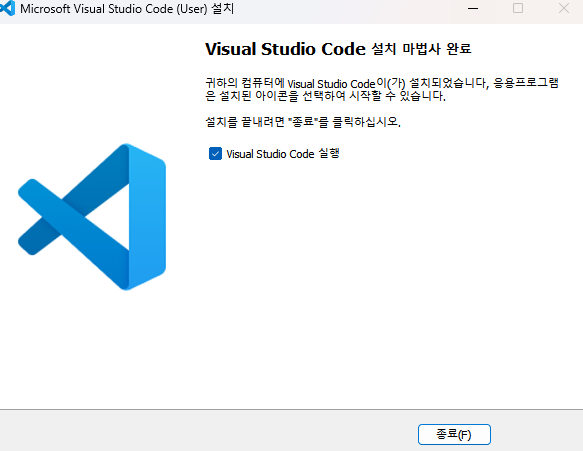 Microsoft Visual Studio Code (User) 설치
Visual Studio Code 설치 마법사 완료
귀하의 컴퓨터에 Visual Studio Code이(가) 설치되었습니다, 응용프로그램
은 설치된 아이콘을 선택하여 시작할 수 있습니다.
설치를 끝내려면 "종료"를 클릭하십시오.
Visual Studio Code 실행
종료(F)